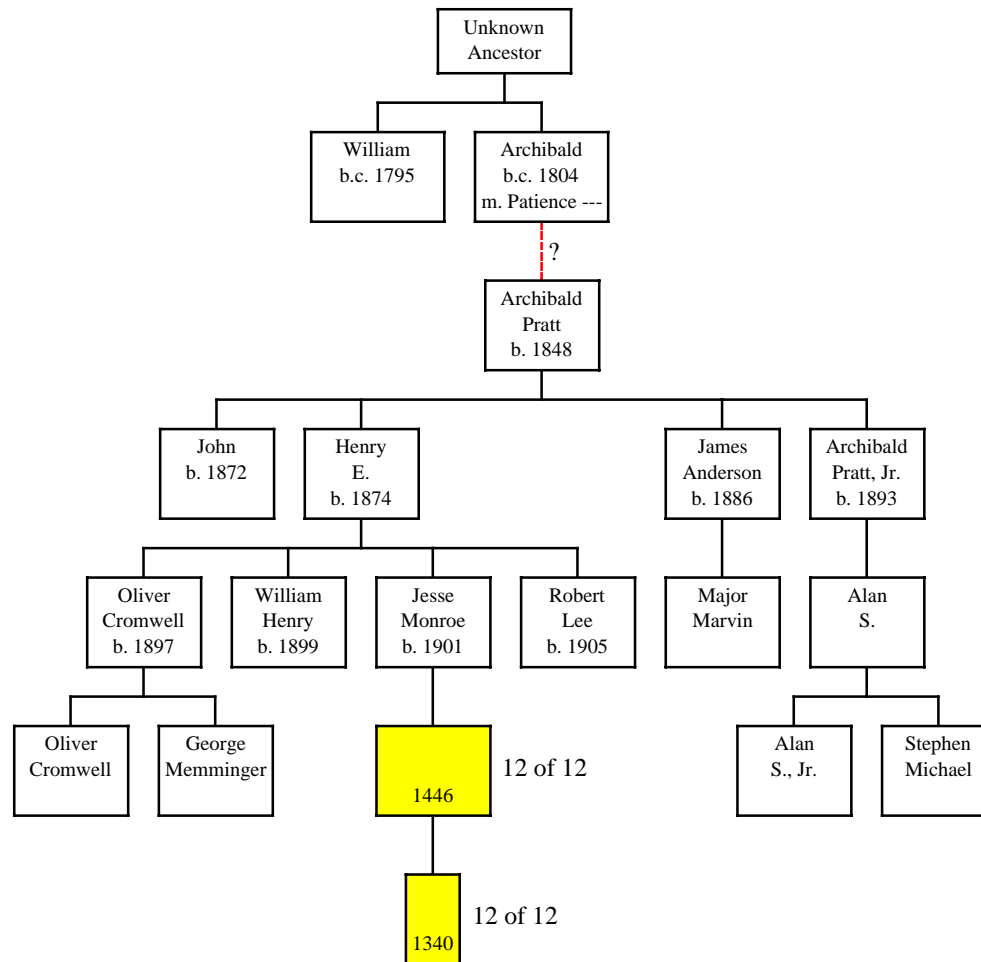 Unknown
Ancestor
William
b.c. 1795
Archibald
b.c. 1804
m. Patience ---
?
Archibald
Pratt
b. 1848
John
b. 1872
Henry
E.
b. 1874
James
Anderson
b. 1886
Archibald
Pratt, Jr.
b. 1893
Oliver
Cromwell
b. 1897
William
Henry
b. 1899
Jesse
Monroe
b. 1901
Robert
Lee
b. 1905
Major
Marvin
Alan
S.
Oliver
Cromwell
George
Memminger
1446
12 of 12
Alan
S., Jr.
Stephen
Michael
1340
12 of 12